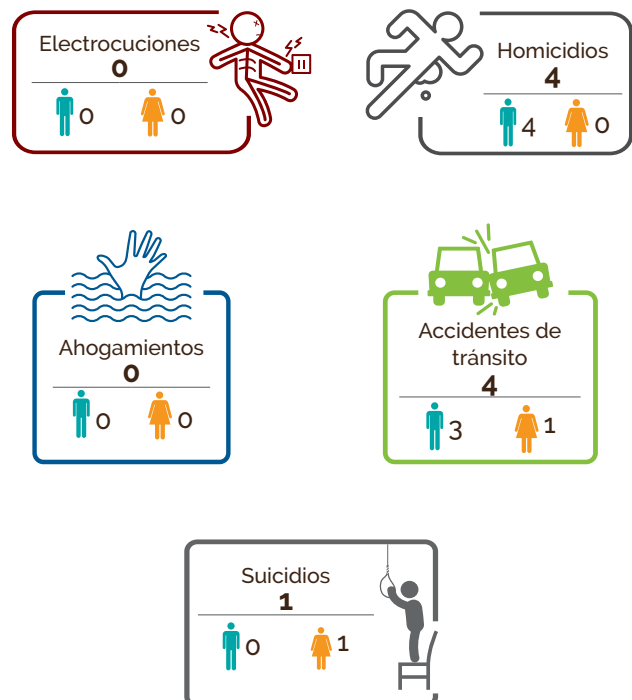 Electrocuciones
0
0
0
Homicidios
4
4
0
Ahogamientos
0
0
0
Accidentes de
tránsito
4
3
1
Suicidios
1
0
1